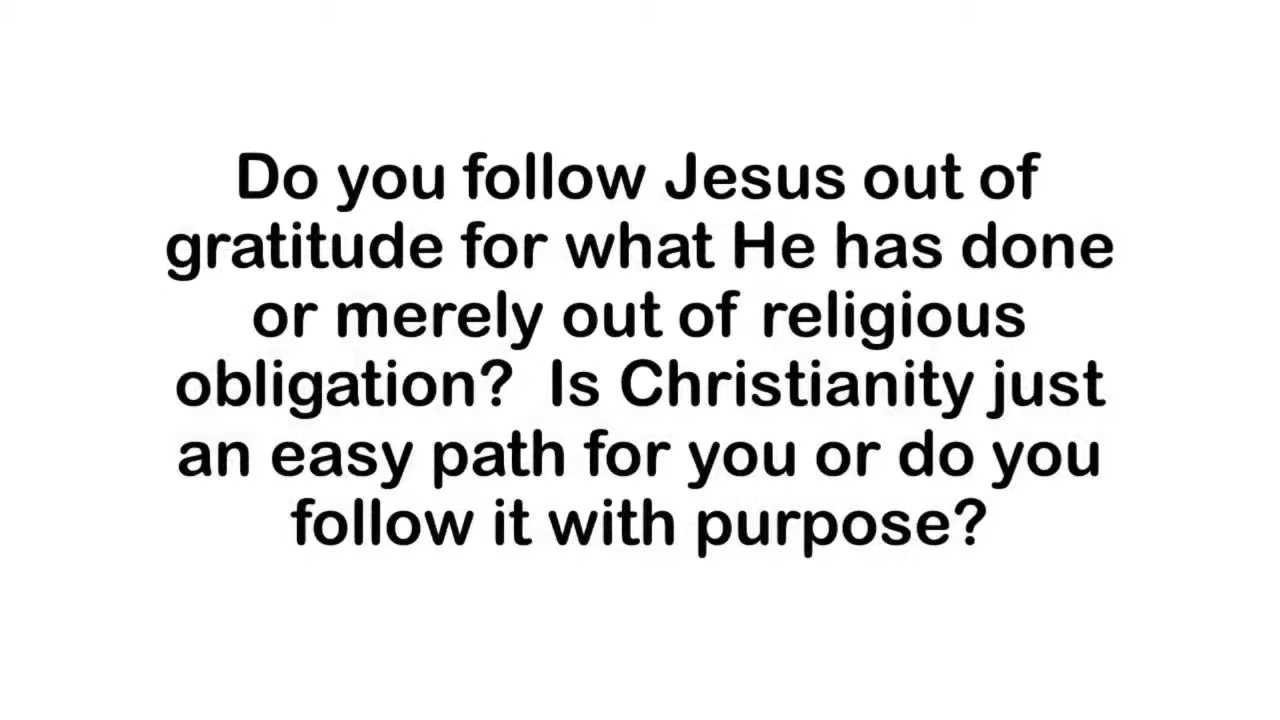 Do you follow Jesus out of
gratitude for what He has done
or merely out of religious
obligation?  Is Christianity just
an easy path for you or do you
follow it with purpose?